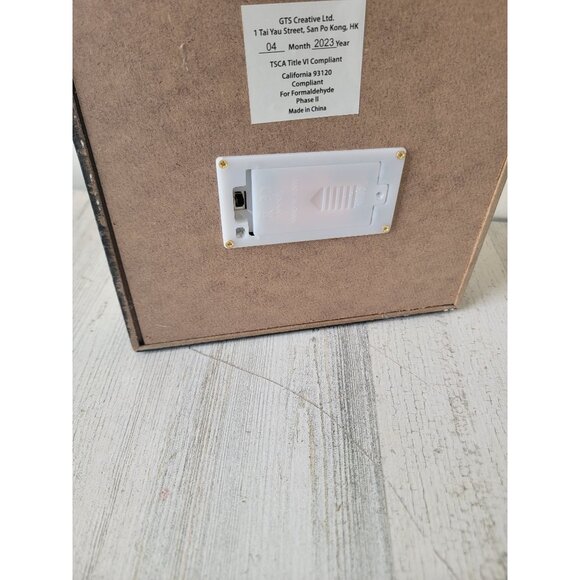 GTS Creative Ltd.
1 Tai Yau Street, San Po Kong, HK
04 Month 2023 Year
TSCA Title VI Compliant
California 93120
Compliant
For Formaldehyde
Phase II
Made in China